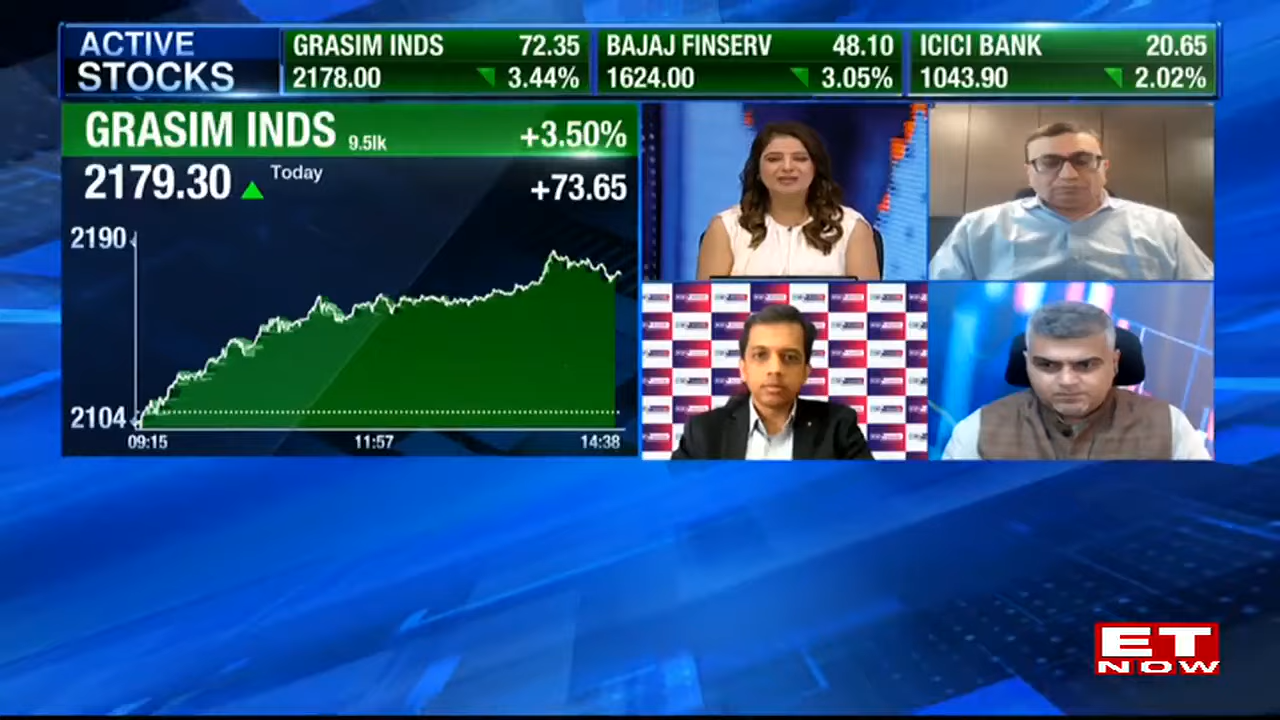 ACTIVE
STOCKS
GRASIM INDS 72.35
2178.00 3.44%
BAJAJ FINSERV 48.10
1624.00 3.05%
ICICI BANK 20.65
1043.90 2.02%
GRASIM INDS 9.5lk +3.50%
2179.30 Today +73.65
2190
2104
09:15 11:57 14:38
ET
NOW